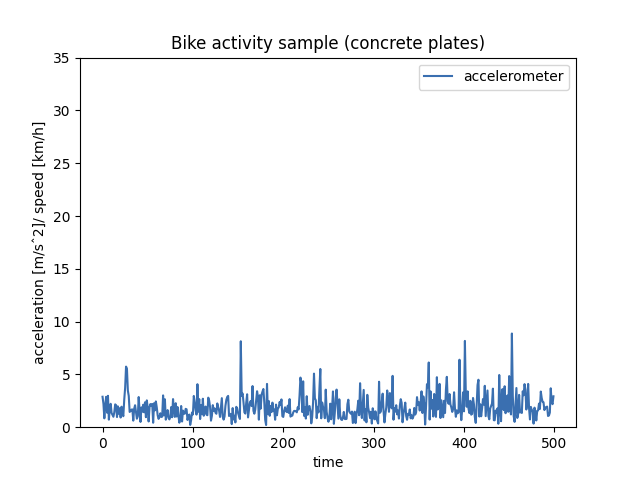 Bike activity sample (concrete plates)
accelerometer
35
30
25
20
15
10
5
0
acceleration [m/sˆ2]/ speed [km/h]
0 100 200 300 400 500
time